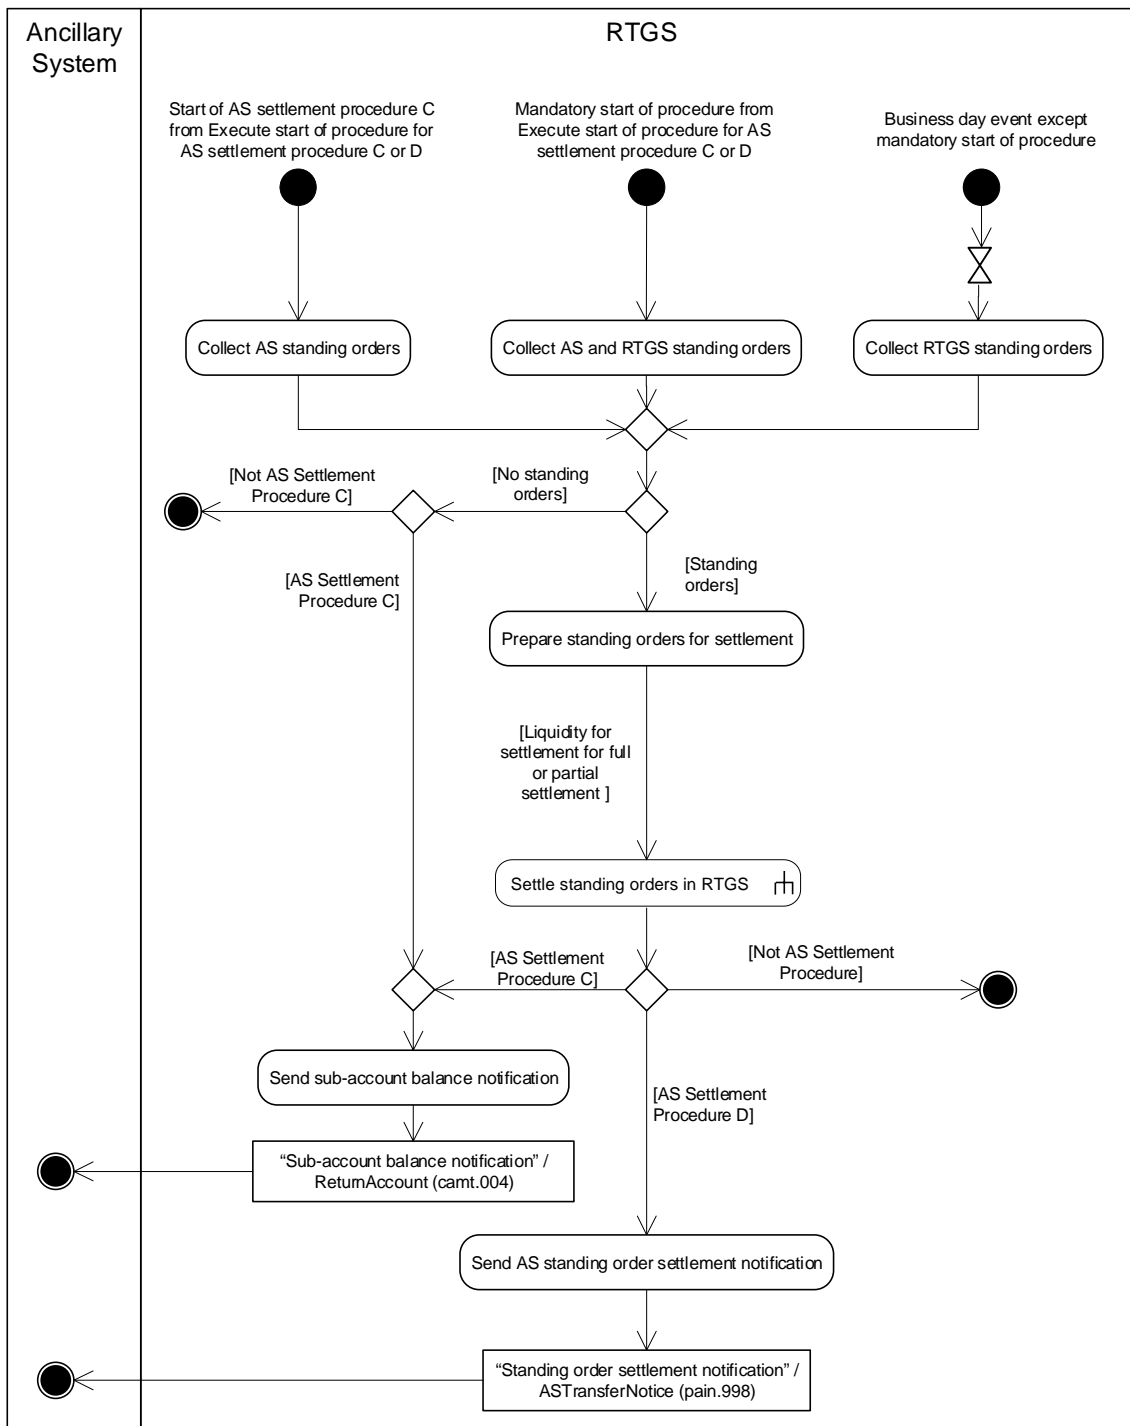 Ancillary
System
RTGS
Start of AS settlement procedure C
from Execute start of procedure for
AS settlement procedure C or D
Mandatory start of procedure from
Execute start of procedure for AS
settlement procedure C or D
Business day event except
mandatory start of procedure
Collect AS standing orders
Collect AS and RTGS standing orders
Collect RTGS standing orders
[Not AS Settlement
Procedure C]
[No standing
orders]
[AS Settlement
Procedure C]
[Standing
orders]
Prepare standing orders for settlement
[Liquidity for
settlement for full
or partial
settlement ]
Settle standing orders in RTGS
[AS Settlement
Procedure C]
[Not AS Settlement
Procedure]
Send sub-account balance notification
[AS Settlement
Procedure D]
“Sub-account balance notification” /
ReturnAccount (camt.004)
Send AS standing order settlement notification
“Standing order settlement notification” /
ASTransferNotice (pain.998)